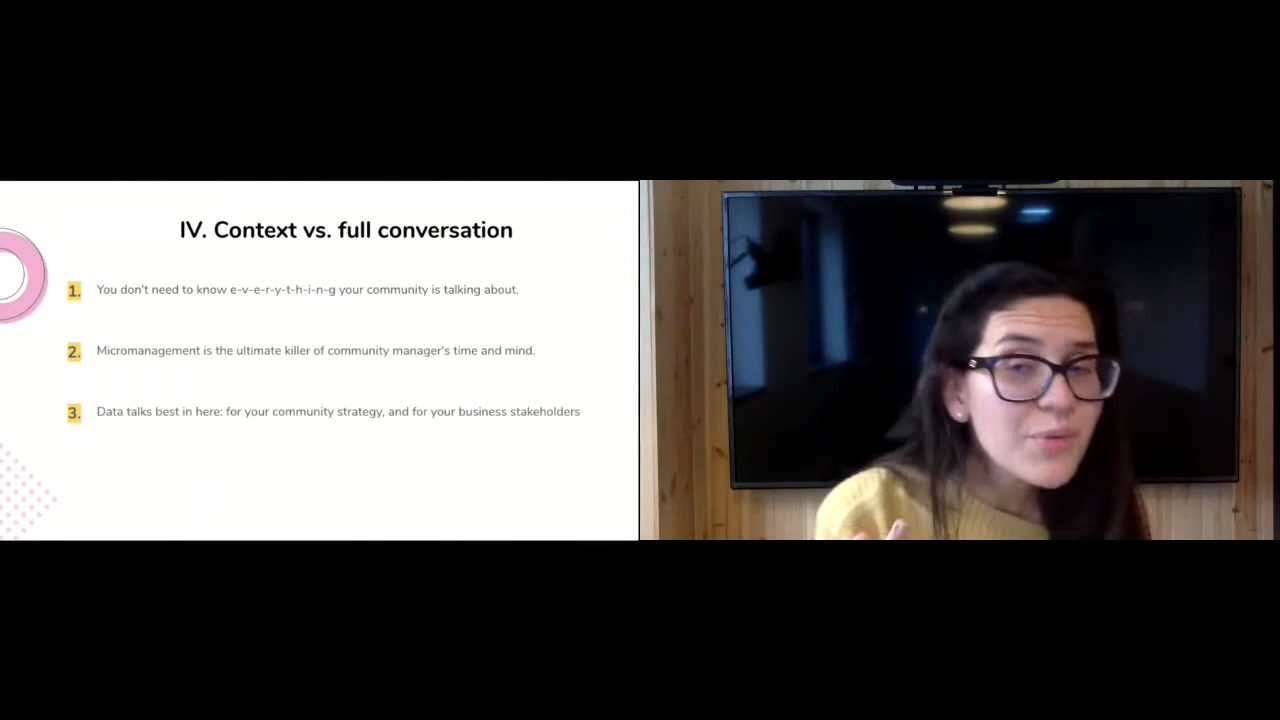 IV. Context vs. full conversation
1. You don't need to know e-v-e-r-y-t-h-i-n-g your community is talking about.
2. Micromanagement is the ultimate killer of community manager's time and mind.
3. Data talks best in here: for your community strategy, and for your business stakeholders